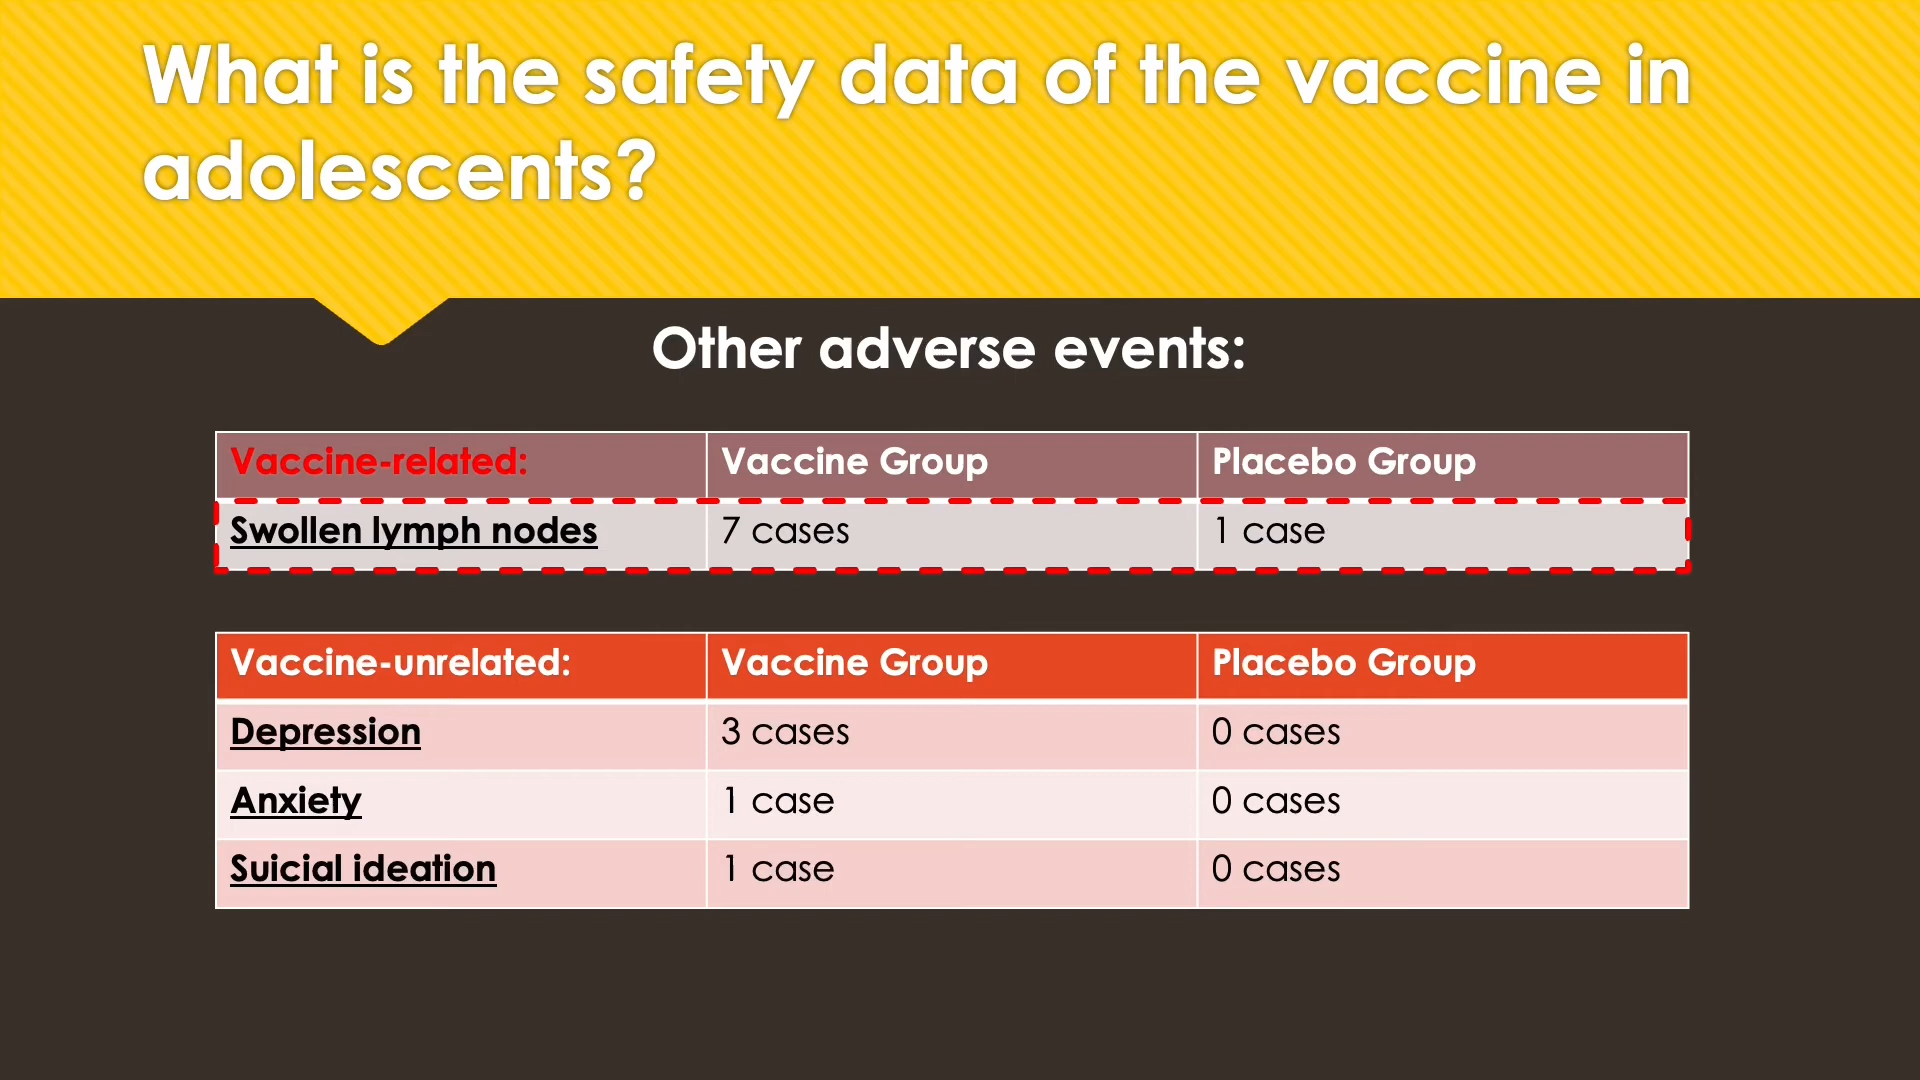 What is the safety data of the vaccine in
adolescents?
Other adverse events:
Vaccine-related: Vaccine Group Placebo Group
Swollen lymph nodes 7 cases 1 case
Vaccine-unrelated: Vaccine Group Placebo Group
Depression 3 cases 0 cases
Anxiety 1 case 0 cases
Suicial ideation 1 case 0 cases